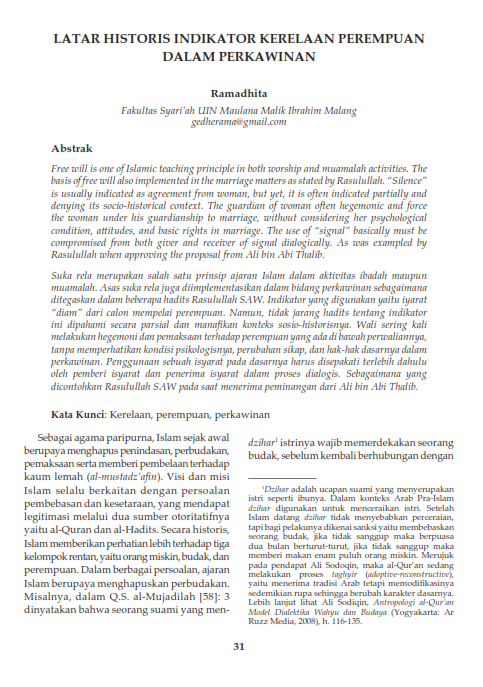 LATAR HISTORIS INDIKATOR KERELAAN PEREMPUAN
DALAM PERKAWINAN
Ramadhita
Fakultas Syari'ah UIN Maulana Malik Ibrahim Malang
gedherama@gmail.com
Abstrak
Free will is one of Islamic teaching principle in both worship and muamalah activities. The
basis of free will also implemented in the marriage matters as stated by Rasulullah. "Silence"
is usually indicated as agreement from woman, but yet, it is often indicated partially and
denying its socio-historical context. The guardian of woman often hegemonic and force
the woman under his guardianship to marriage, without considering her psychological
condition, attitudes, and basic rights in marriage. The use of "signal" basically must be
compromised from both giver and receiver of signal dialogically. As was exampled by
Rasulullah when approving the proposal from Ali bin Abi Thalib.
Suka rela merupakan salah satu prinsip ajaran Islam dalam aktivitas ibadah maupun
muamalah. Asas suka rela juga diimplementasikan dalam bidang perkawinan sebagaimana
ditegaskan dalam beberapa hadits Rasulullah SAW. Indikator yang digunakan yaitu iyarat
"diam" dari calon mempelai perempuan. Namun, tidak jarang hadits tentang indikator
ini dipahami secara parsial dan manafikan konteks sosio-historisnya. Wali sering kali
melakukan hegemoni dan pemaksaan terhadap perempuan yang ada di bawah perwaliannya,
tanpa memperhatikan kondisi psikologisnya, perubahan sikap, dan hak-hak dasarnya dalam
perkawinan. Penggunaan sebuah isyarat pada dasarnya harus disepakati terlebih dahulu
oleh pemberi isyarat dan penerima isyarat dalam proses dialogis. Sebagaimana yang
dicontohkan Rasulullah SAW pada saat menerima peminangan dari Ali bin Abi Thalib.
Kata Kunci: Kerelaan, perempuan, perkawinan
Sebagai agama paripurna, Islam sejak awal
berupaya menghapus penindasan, perbudakan,
pemaksaan serta memberi pembelaan terhadap
kaum lemah (al-mustadz'afin). Visi dan misi
Islam selalu berkaitan dengan persoalan
pembebasan dan kesetaraan, yang mendapat
legitimasi melalui dua sumber otoritatifnya
yaitu al-Quran dan al-Hadits. Secara historis,
Islam memberikan perhatian lebih terhadap tiga
kelompok rentan, yaitu orang miskin, budak, dan
perempuan. Dalam berbagai persoalan, ajaran
Islam berupaya menghapuskan perbudakan.
Misalnya, dalam Q.S. al-Mujadilah [58]: 3
dinyatakan bahwa seorang suami yang men-
dzihar¹ istrinya wajib memerdekakan seorang
budak, sebelum kembali berhubungan dengan
¹Dzihar adalah ucapan suami yang menyerupakan
istri seperti ibunya. Dalam konteks Arab Pra-Islam
dzihar digunakan untuk menceraikan istri. Setelah
Islam datang dzihar tidak menyebabkan perceraian,
tapi bagi pelakunya dikenai sanksi yaitu membebaskan
seorang budak, jika tidak sanggup maka berpuasa
dua bulan berturut-turut, jika tidak sanggup maka
memberi makan enam puluh orang miskin. Merujuk
pada pendapat Ali Sodoqin, maka al-Qur'an sedang
melakukan proses taghyir (adoptive-reconstructive),
yaitu menerima tradisi Arab tetapi memodifikasinya
sedemikian rupa sehingga berubah karakter dasarnya.
Lebih lanjut lihat Ali Sodiqin, Antropologi al-Qur'an
Model Dialektika Wahyu dan Budaya (Yogyakarta: Ar
Ruzz Media, 2008), h. 116-135.
31